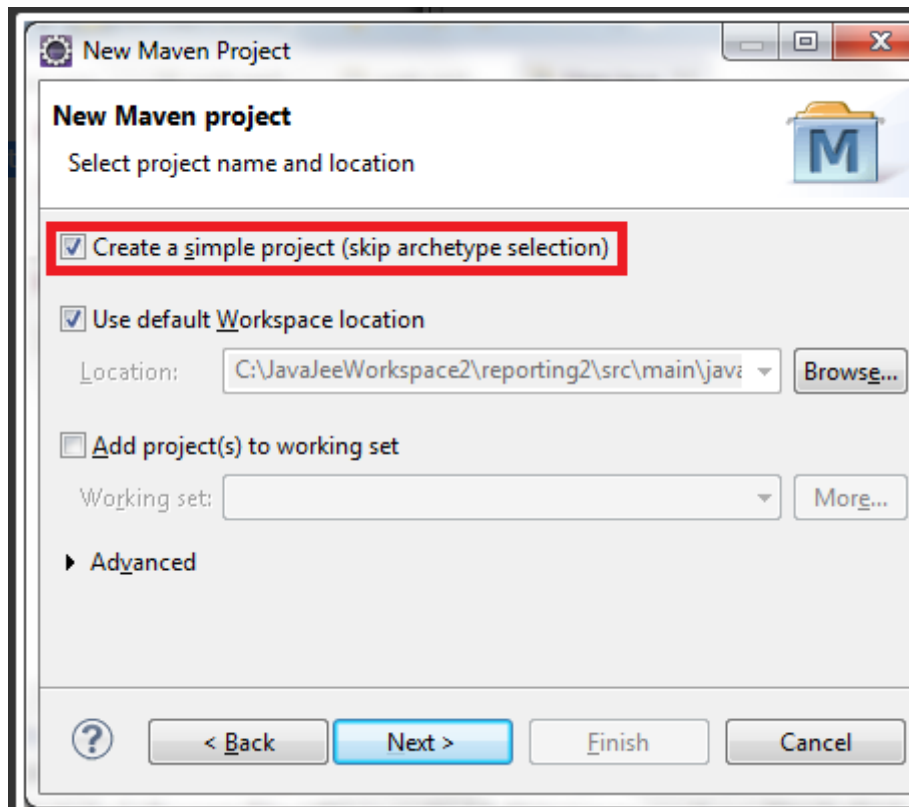 New Maven Project
New Maven project
M
Select project name and location
Create a simple project (skip archetype selection)
Use default Workspace location
Location: C:\JavaJeeWorkspace2\reporting2\src\main\java Browse...
Add project(s) to working set
Working set: More...
Advanced
? < Back Next > Finish Cancel